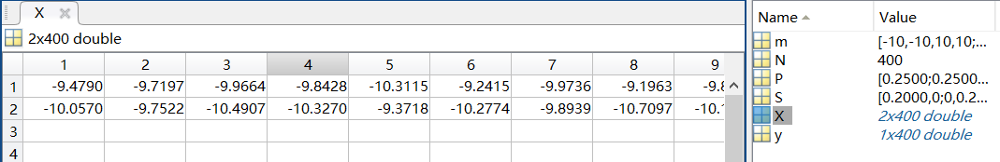 X
2x400 double
1 2 3 4 5 6 7 8 9
1 -9.4790 -9.7197 -9.9664 -9.8428 -10.3115 -9.2415 -9.9736 -9.1963 -9.8
2 -10.0570 -9.7522 -10.4907 -10.3270 -9.3718 -10.2774 -9.8939 -10.7097 -10.1
3
4
Name Value
m [-10,-10,10,10;...
N 400
P [0.2500;0.2500...
S [0.2000,0;0,0.2...
X 2x400 double
y 1x400 double